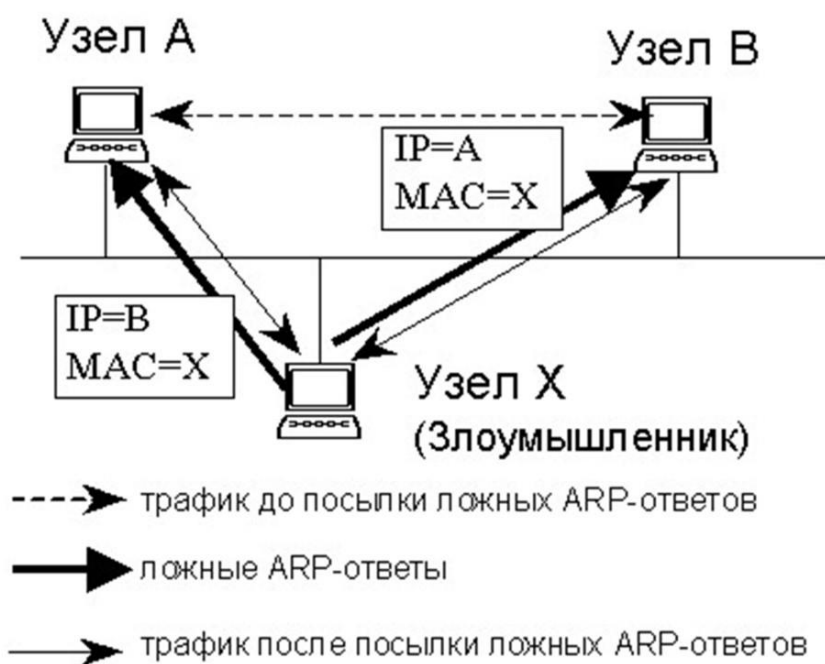 Узел A
Узел B
IP=A
MAC=X
IP=B
MAC=X
Узел X
(Злоумышленник)
трафик до посылки ложных ARP-ответов
ложные ARP-ответы
трафик после посылки ложных ARP-ответов